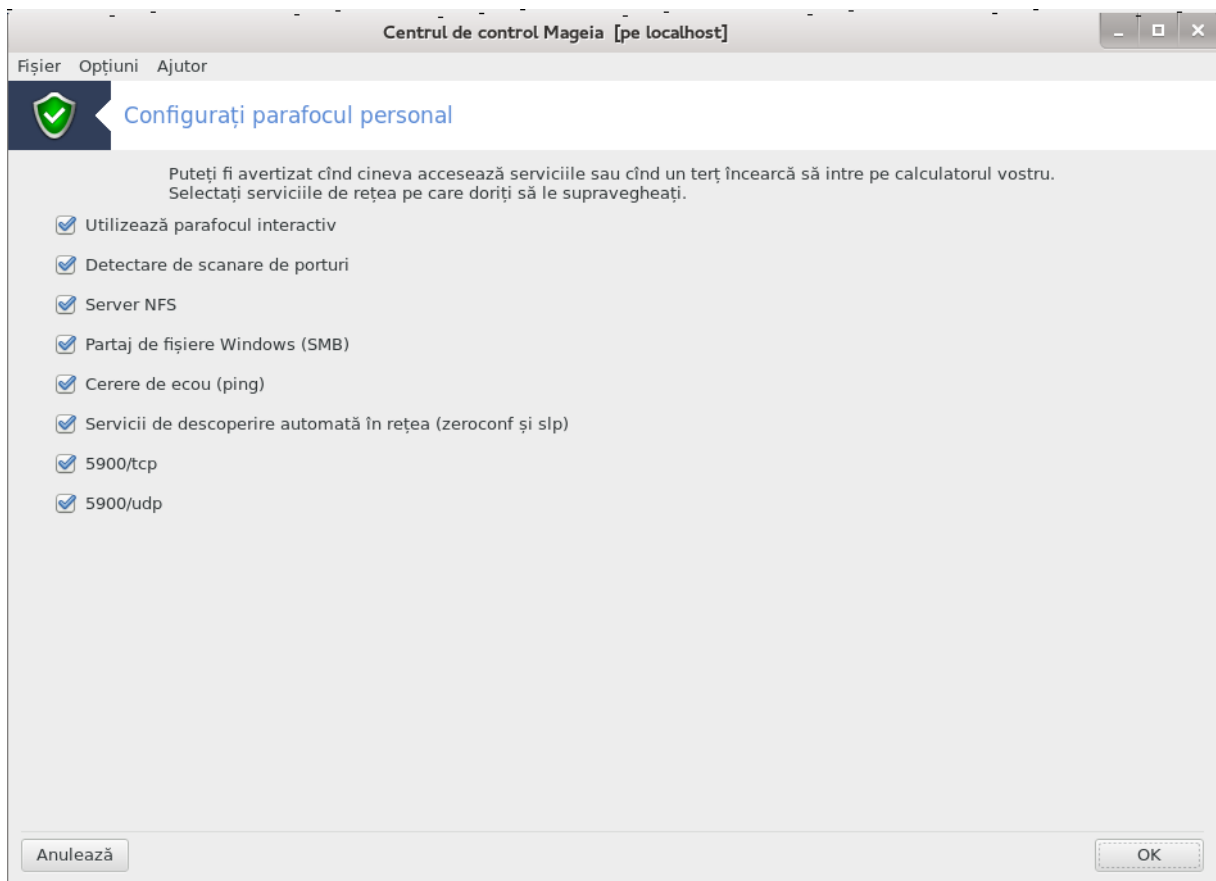 Centrul de control Mageia [pe localhost]
Fișier Opțiuni Ajutor
Configurați parafocul personal
Puteți fi avertizat cînd cineva accesează serviciile sau cînd un terț încearcă să intre pe calculatorul vostru.
Selectați serviciile de rețea pe care doriți să le supravegheați.
Utilizează parafocul interactiv
Detectare de scanare de porturi
Server NFS
Partaj de fișiere Windows (SMB)
Cerere de ecou (ping)
Servicii de descoperire automată în rețea (zeroconf și slp)
5900/tcp
5900/udp
Anulează OK